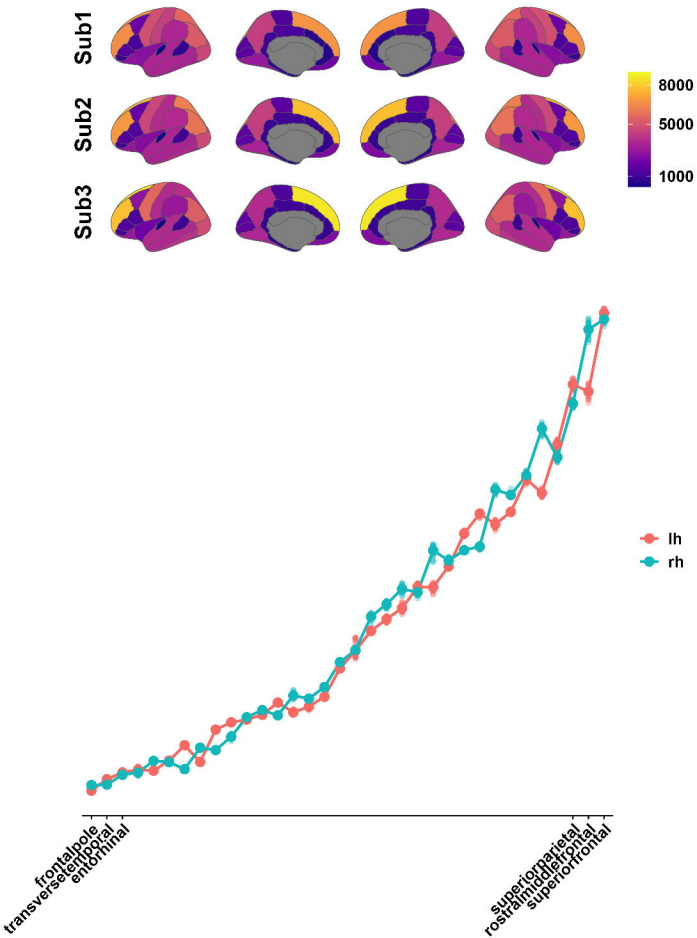 Sub1
Sub2
Sub3
8000
5000
1000
lh
rh
frontalpole
transversetemporal
entorhinal
superiorparietal
rostralmiddlefrontal
superiorfrontal